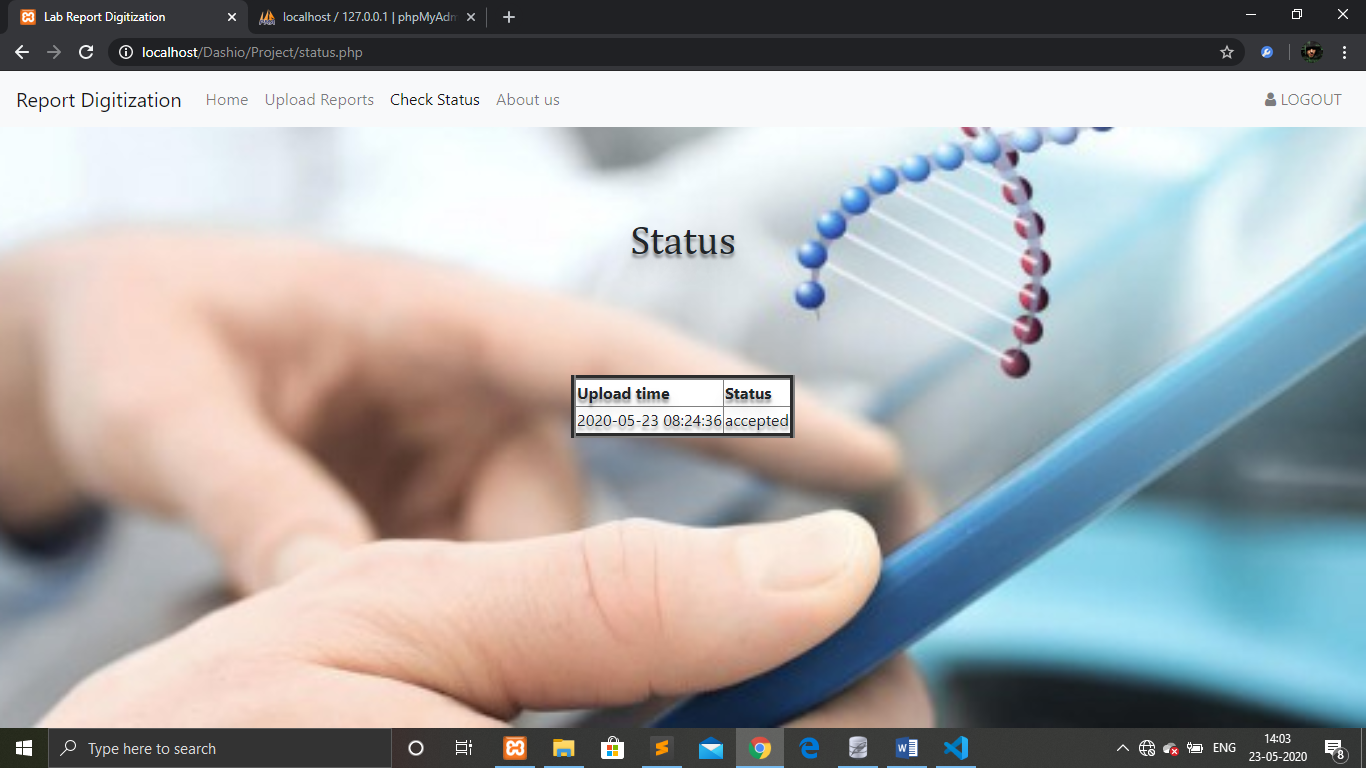 Lab Report Digitization
localhost / 127.0.0.1 | phpMyAdm
localhost/Dashio/Project/status.php
Report Digitization Home Upload Reports Check Status About us LOGOUT
Status
Upload time Status
2020-05-23 08:24:36 accepted
Type here to search
ENG
14:03
23-05-2020
8